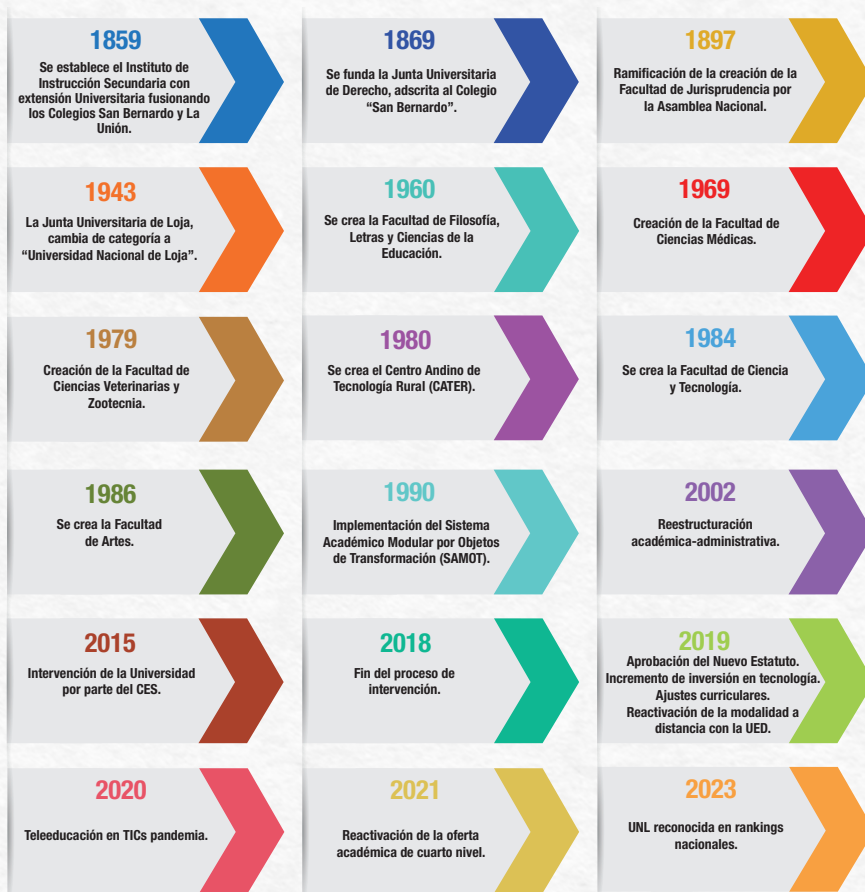 1859
Se establece el Instituto de
Instrucción Secundaria con
extensión Universitaria fusionando
los Colegios San Bernardo y La
Unión.
1869
Se funda la Junta Universitaria
de Derecho, adscrita al Colegio
“San Bernardo”.
1897
Ramificación de la creación de la
Facultad de Jurisprudencia por
la Asamblea Nacional.
1943
La Junta Universitaria de Loja,
cambia de categoría a
“Universidad Nacional de Loja”.
1960
Se crea la Facultad de Filosofía,
Letras y Ciencias de la
Educación.
1969
Creación de la Facultad de
Ciencias Médicas.
1979
Creación de la Facultad de
Ciencias Veterinarias y
Zootecnia.
1980
Se crea el Centro Andino de
Tecnología Rural (CATER).
1984
Se crea la Facultad de Ciencia
y Tecnología.
1986
Se crea la Facultad
de Artes.
1990
Implementación del Sistema
Académico Modular por Objetos
de Transformación (SAMOT).
2002
Reestructuración
académica-administrativa.
2015
Intervención de la Universidad
por parte del CES.
2018
Fin del proceso de
intervención.
2019
Aprobación del Nuevo Estatuto.
Incremento de inversión en tecnología.
Ajustes curriculares.
Reactivación de la modalidad a
distancia con la UED.
2020
Teleeducación en TICs pandemia.
2021
Reactivación de la oferta
académica de cuarto nivel.
2023
UNL reconocida en rankings
nacionales.